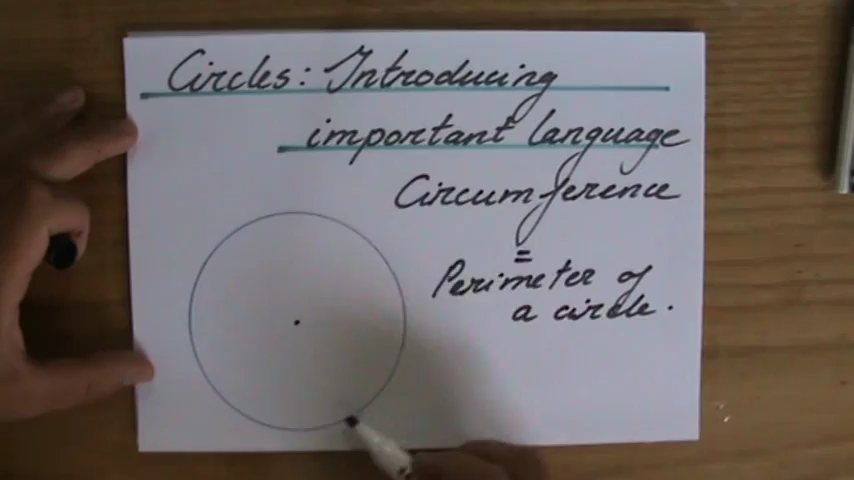 Circles: Introducing
important language
Circumference
=
Perimeter of
a circle.